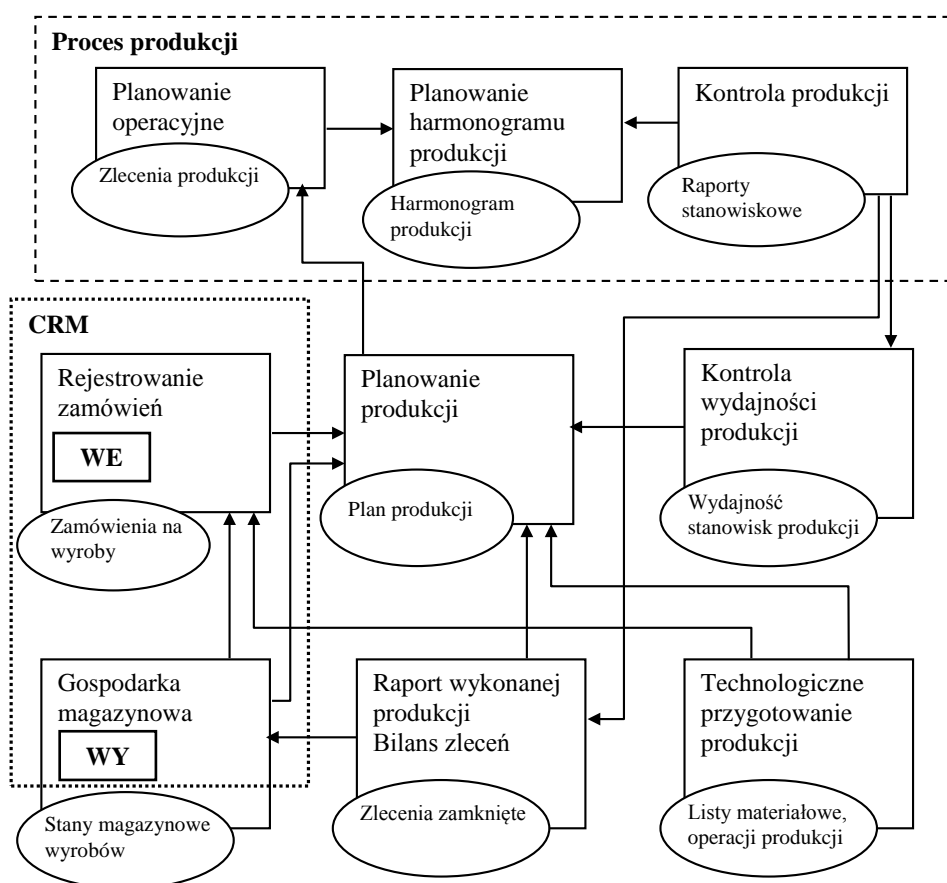 Proces produkcji
Planowanie
operacyjne
Zlecenia produkcji
Planowanie
harmonogramu
produkcji
Harmonogram
produkcji
Kontrola produkcji
Raporty
stanowiskowe
CRM
Rejestrowanie
zamówień
WE
Zamówienia na
wyroby
Planowanie
produkcji
Plan produkcji
Kontrola
wydajności
produkcji
Wydajność
stanowisk produkcji
Gospodarka
magazynowa
WY
Stany magazynowe
wyrobów
Raport wykonanej
produkcji
Bilans zleceń
Zlecenia zamknięte
Technologiczne
przygotowanie
produkcji
Listy materiałowe,
operacji produkcji